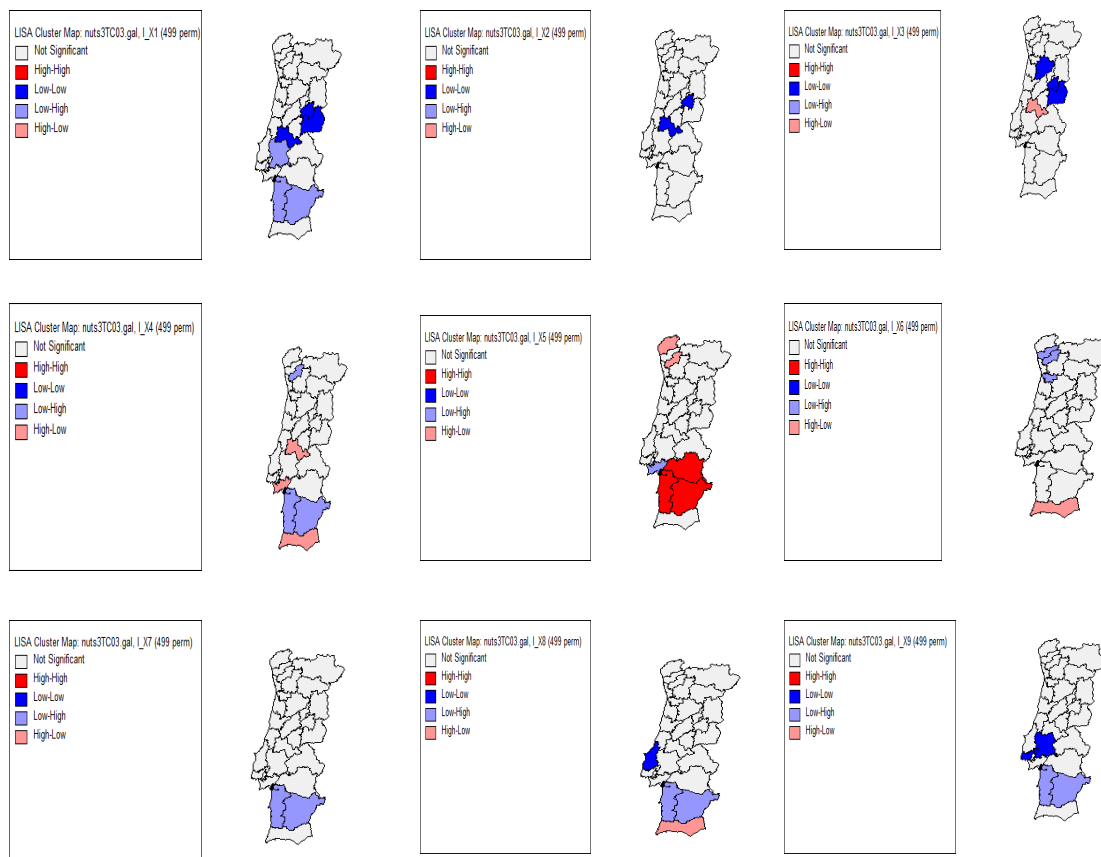 LISA Cluster Map: nuts3TC03.gal, I_X1 (499 perm)
Not Significant
High-High
Low-Low
Low-High
High-Low
LISA Cluster Map: nuts3TC03.gal, I_X2 (499 perm)
Not Significant
High-High
Low-Low
Low-High
High-Low
LISA Cluster Map: nuts3TC03.gal, I_X3 (499 perm)
Not Significant
High-High
Low-Low
Low-High
High-Low
LISA Cluster Map: nuts3TC03.gal, I_X4 (499 perm)
Not Significant
High-High
Low-Low
Low-High
High-Low
LISA Cluster Map: nuts3TC03.gal, I_X5 (499 perm)
Not Significant
High-High
Low-Low
Low-High
High-Low
LISA Cluster Map: nuts3TC03.gal, I_X6 (499 perm)
Not Significant
High-High
Low-Low
Low-High
High-Low
LISA Cluster Map: nuts3TC03.gal, I_X7 (499 perm)
Not Significant
High-High
Low-Low
Low-High
High-Low
LISA Cluster Map: nuts3TC03.gal, I_X8 (499 perm)
Not Significant
High-High
Low-Low
Low-High
High-Low
LISA Cluster Map: nuts3TC03.gal, I_X9 (499 perm)
Not Significant
High-High
Low-Low
Low-High
High-Low